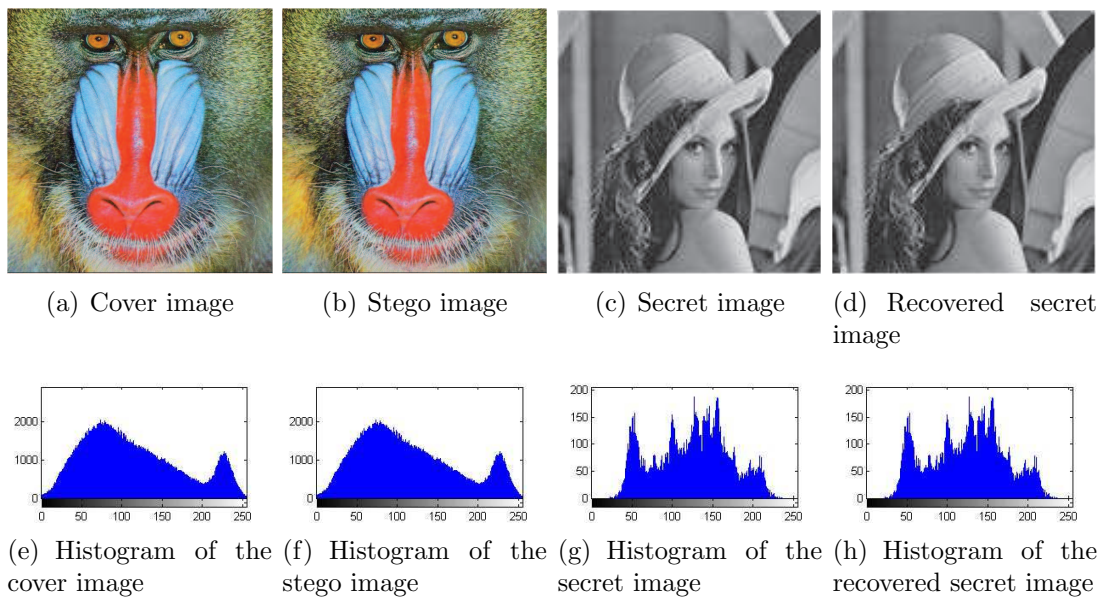 (a) Cover image
(b) Stego image
(c) Secret image
(d) Recovered secret
image
2000
1000
0
0 50 100 150 200 250
2000
1000
0
0 50 100 150 200 250
200
150
100
50
0
0 50 100 150 200 250
200
150
100
50
0
0 50 100 150 200 250
(e) Histogram of the
cover image
(f) Histogram of the
stego image
(g) Histogram of the
secret image
(h) Histogram of the
recovered secret image